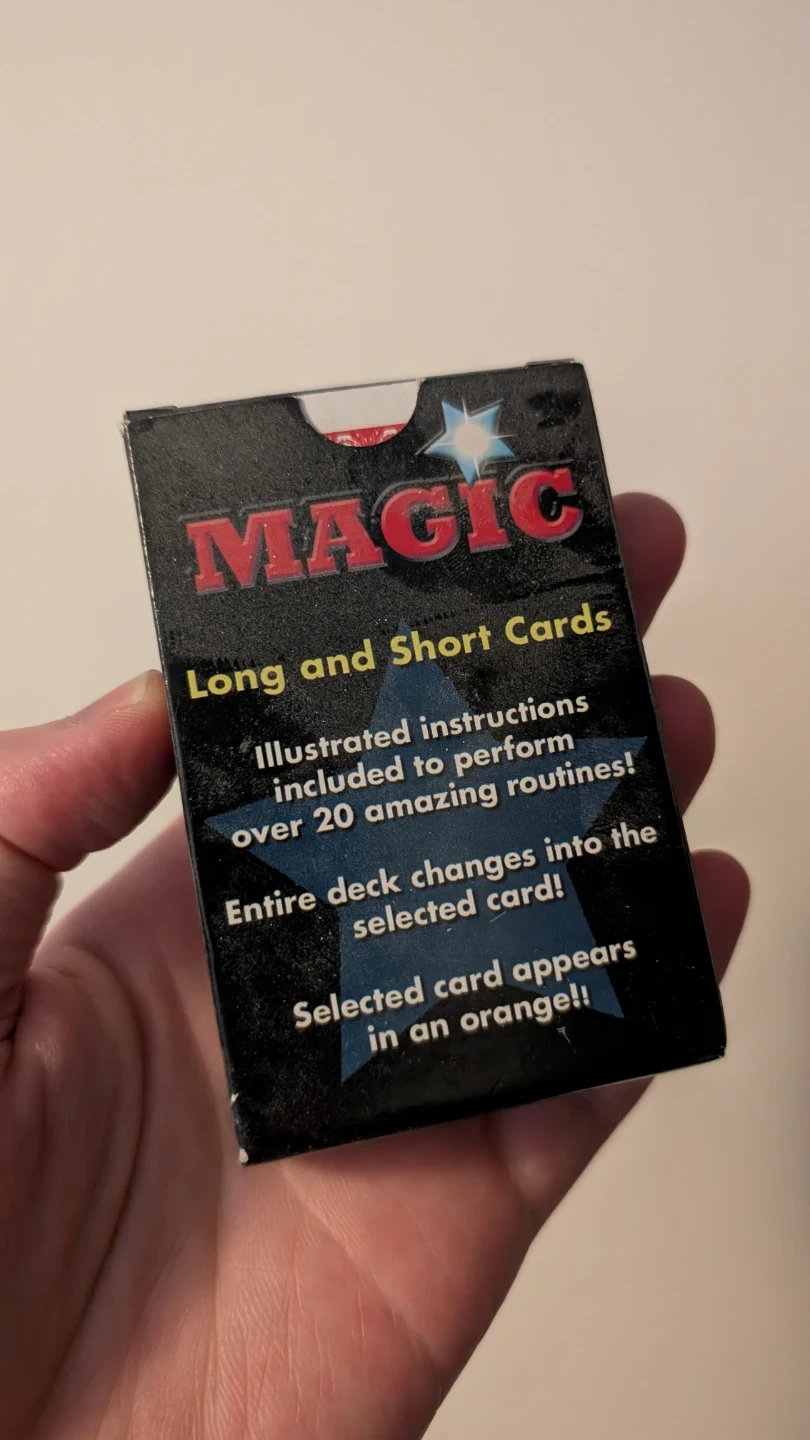 MAGIC
Long and Short Cards
Illustrated instructions
included to perform
over 20 amazing routines!
Entire deck changes into the
selected card!
Selected card appears
in an orange!!